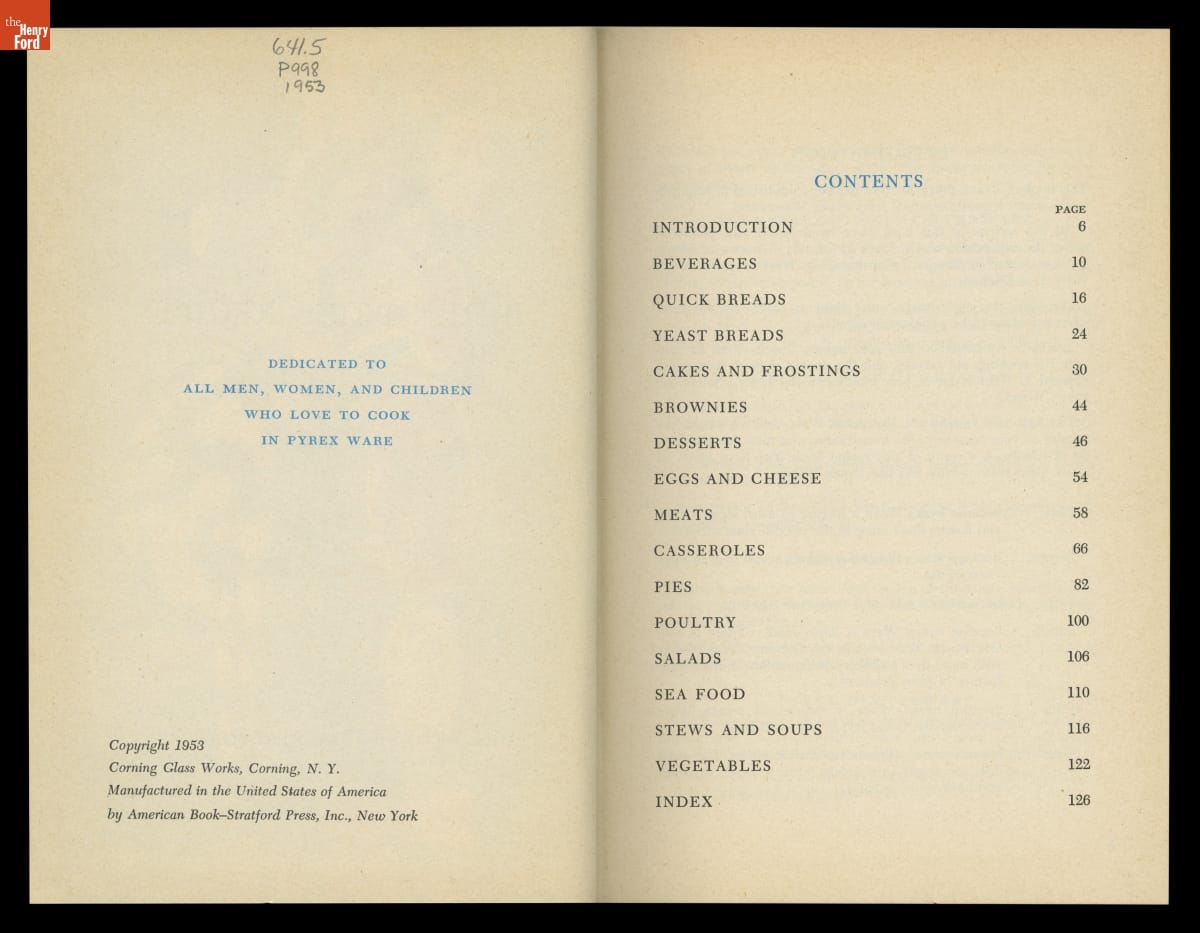 the
Henry
Ford
641.5
P998
1953
DEDICATED TO
ALL MEN, WOMEN, AND CHILDREN
WHO LOVE TO COOK
IN PYREX WARE
Copyright 1953
Corning Glass Works, Corning, N. Y.
Manufactured in the United States of America
by American Book–Stratford Press, Inc., New York
CONTENTS
PAGE
INTRODUCTION 6
BEVERAGES 10
QUICK BREADS 16
YEAST BREADS 24
CAKES AND FROSTINGS 30
BROWNIES 44
DESSERTS 46
EGGS AND CHEESE 54
MEATS 58
CASSEROLES 66
PIES 82
POULTRY 100
SALADS 106
SEA FOOD 110
STEWS AND SOUPS 116
VEGETABLES 122
INDEX 126